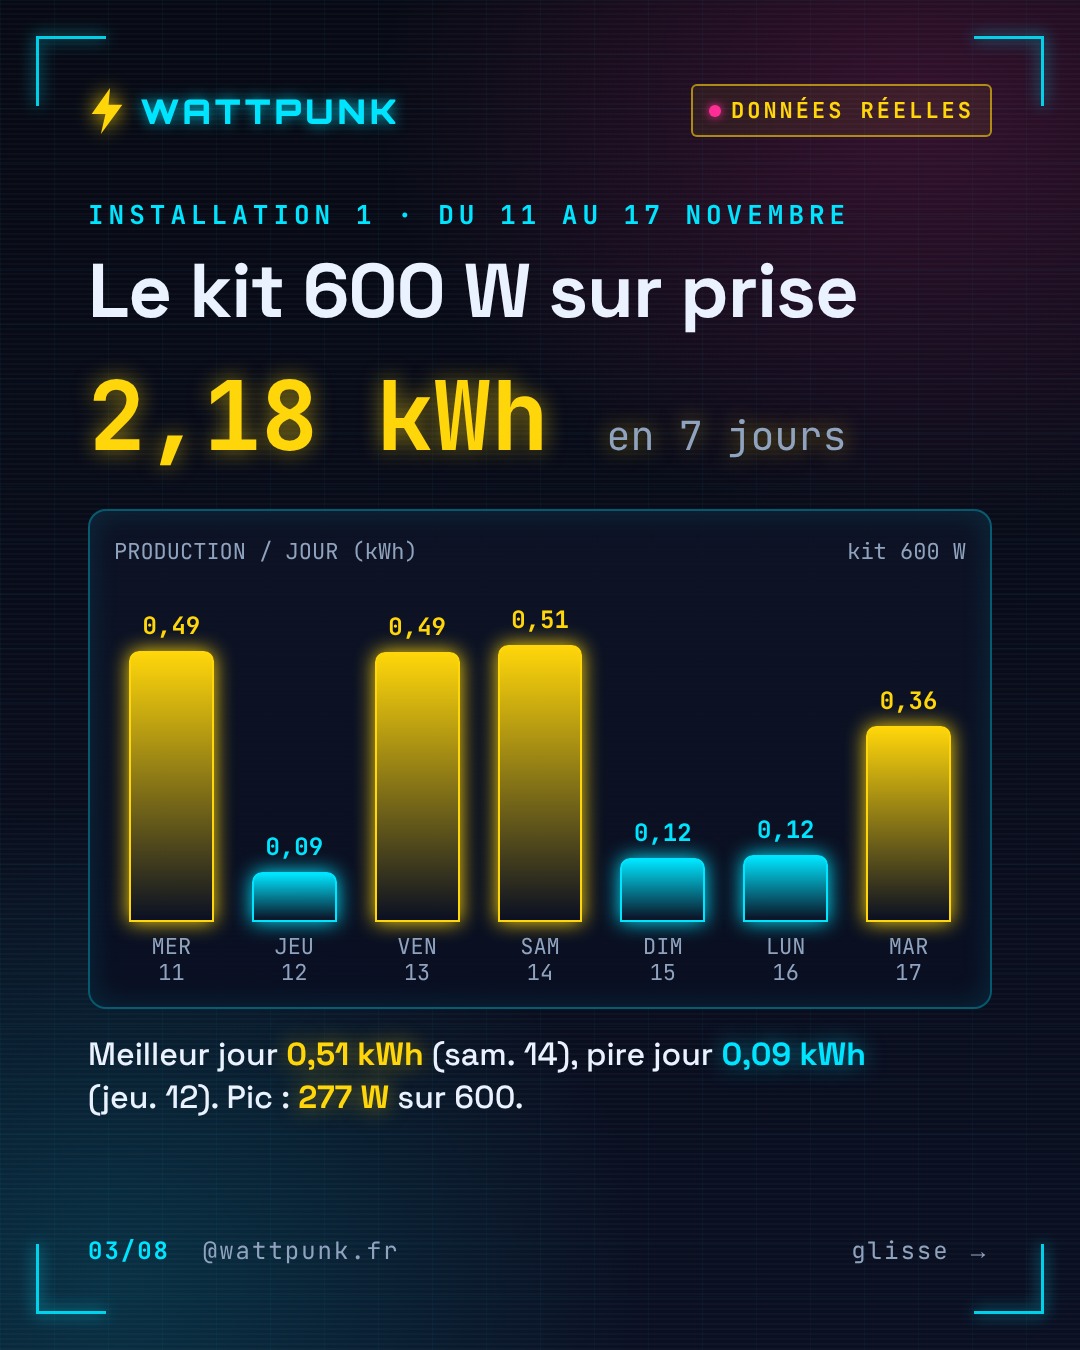 WATTPUNK
DONNÉES RÉELLES
INSTALLATION 1 · DU 11 AU 17 NOVEMBRE
Le kit 600 W sur prise
2,18 kWh en 7 jours
PRODUCTION / JOUR (kWh) kit 600 W
0,49 0,09 0,49 0,51 0,12 0,12 0,36
MER JEU VEN SAM DIM LUN MAR
11 12 13 14 15 16 17
Meilleur jour 0,51 kWh (sam. 14), pire jour 0,09 kWh
(jeu. 12). Pic : 277 W sur 600.
03/08 @wattpunk.fr glisse →